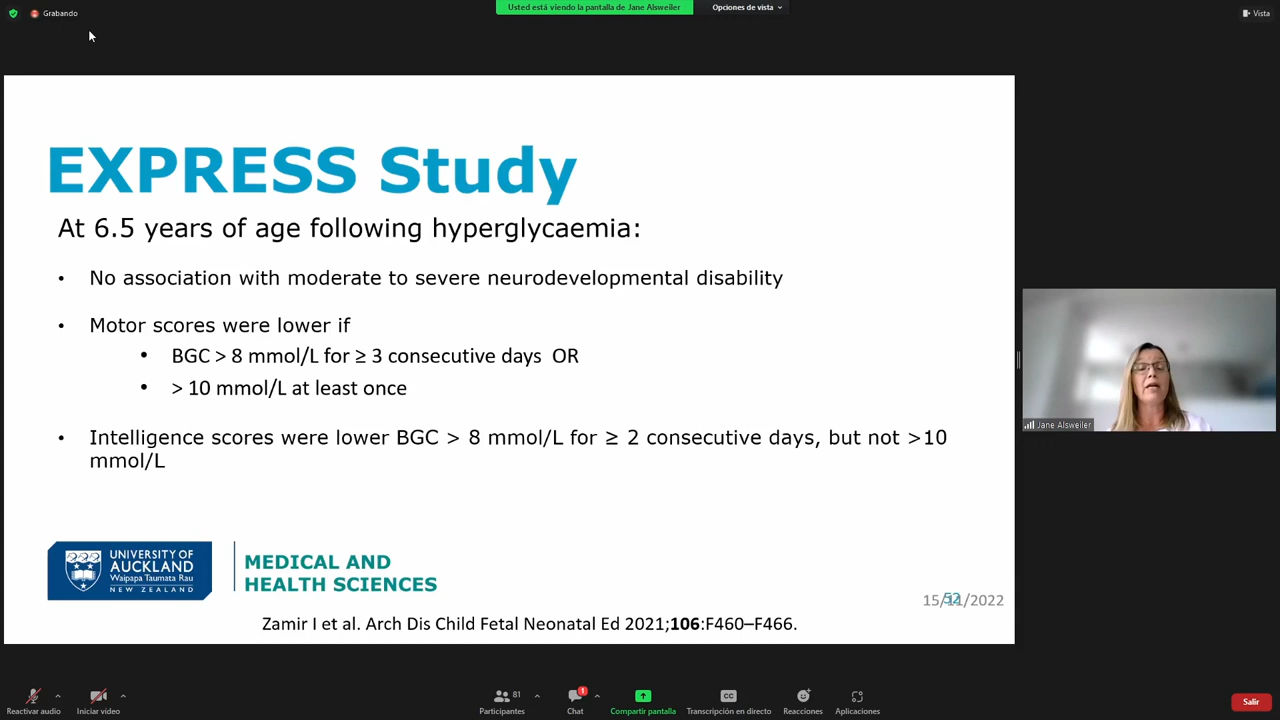 Grabando
Usted está viendo la pantalla de Jane Alsweiler
Opciones de vista
Vista
EXPRESS Study
At 6.5 years of age following hyperglycaemia:
• No association with moderate to severe neurodevelopmental disability
• Motor scores were lower if
• BGC > 8 mmol/L for ≥ 3 consecutive days OR
• > 10 mmol/L at least once
• Intelligence scores were lower BGC > 8 mmol/L for ≥ 2 consecutive days, but not >10
mmol/L
UNIVERSITY OF
AUCKLAND
Waipapa Taumata Rau
NEW ZEALAND
MEDICAL AND
HEALTH SCIENCES
15/11/2022
52
Zamir I et al. Arch Dis Child Fetal Neonatal Ed 2021;106:F460–F466.
Jane Alsweiler
Reactivar audio
Iniciar video
81
Participantes
1
Chat
Compartir pantalla
CC
Transcripción en directo
Reacciones
Aplicaciones
Salir